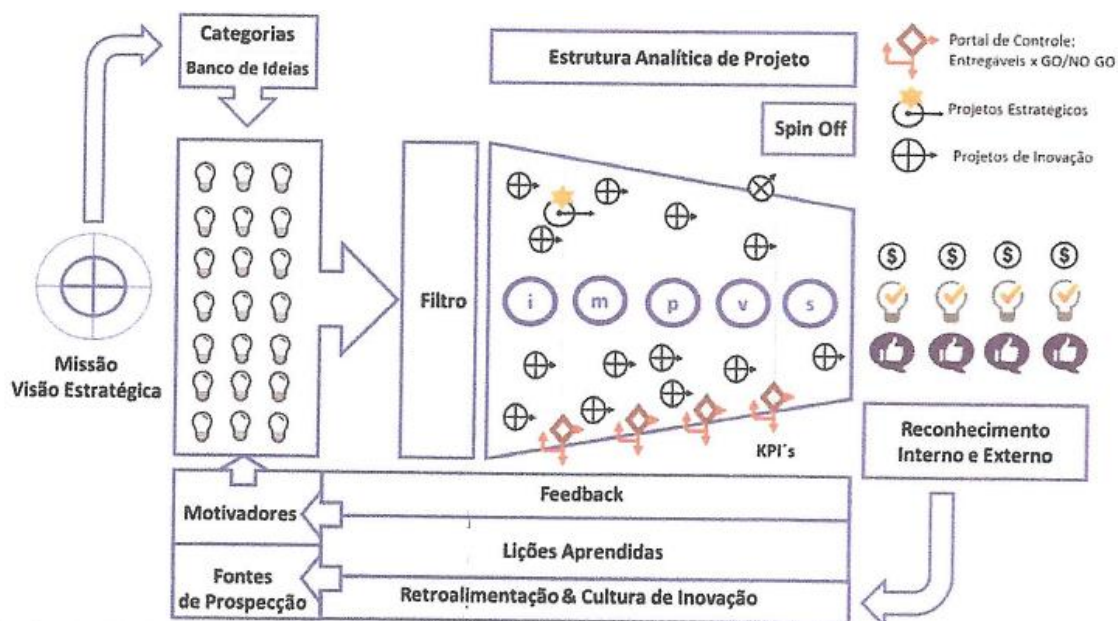 Categorias
Banco de Ideias
Estrutura Analítica de Projeto
Portal de Controle:
Entregáveis x GO/NO GO
Projetos Estratégicos
Projetos de Inovação
Spin Off
Missão
Visão Estratégica
Filtro
i m p v s
$ $ $ $
KPI´s
Reconhecimento
Interno e Externo
Motivadores
Feedback
Lições Aprendidas
Fontes
de Prospecção
Retroalimentação & Cultura de Inovação